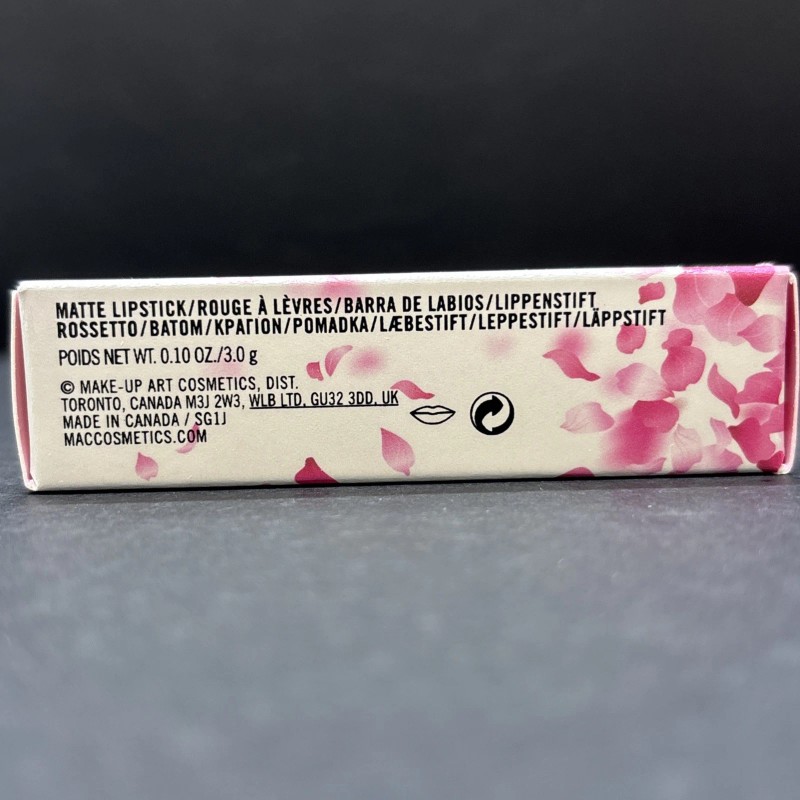 MATTE LIPSTICK/ROUGE À LÈVRES/BARRA DE LABIOS/LIPPENSTIFT
ROSSETTO/BATOM/ΚΡΑΓΙΟΝ/POMADKA/LÆBESTIFT/LEPPESTIFT/LÄPPSTIFT
POIDS NET WT. 0.10 OZ./3.0 g
© MAKE-UP ART COSMETICS, DIST.
TORONTO, CANADA M3J 2W3, WLB LTD, GU32 3DD, UK
MADE IN CANADA / SG1J
MACCOSMETICS.COM